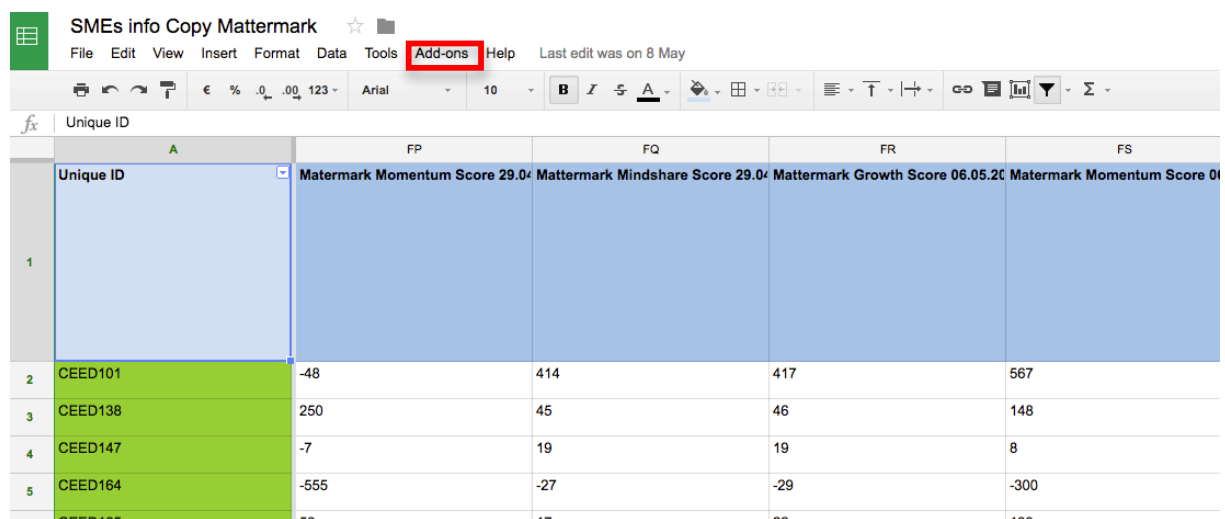 SMEs info Copy Mattermark
File Edit View Insert Format Data Tools Add-ons Help Last edit was on 8 May
€ % .0 .00 123 Arial 10 B I S A Σ
fx Unique ID
A FP FQ FR FS
Unique ID Matermark Momentum Score 29.04 Mattermark Mindshare Score 29.04 Mattermark Growth Score 06.05.20 Matermark Momentum Score 06
1
2 CEED101 -48 414 417 567
3 CEED138 250 45 46 148
4 CEED147 -7 19 19 8
5 CEED164 -555 -27 -29 -300